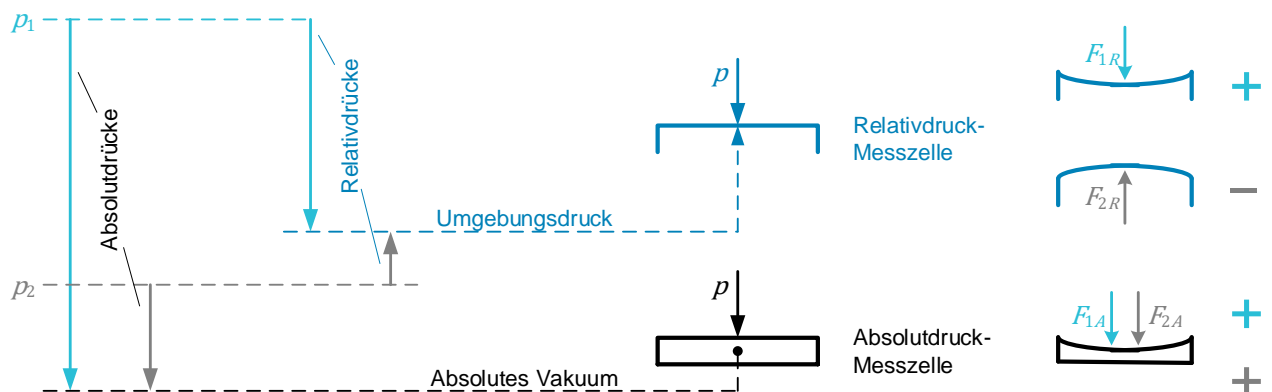 p1
p2
Absolutdrücke
Relativdrücke
Umgebungsdruck
Absolutes Vakuum
p
Relativdruck-
Messzelle
p
Absolutdruck-
Messzelle
F1R
+
F2R
−
F1A
F2A
+
+